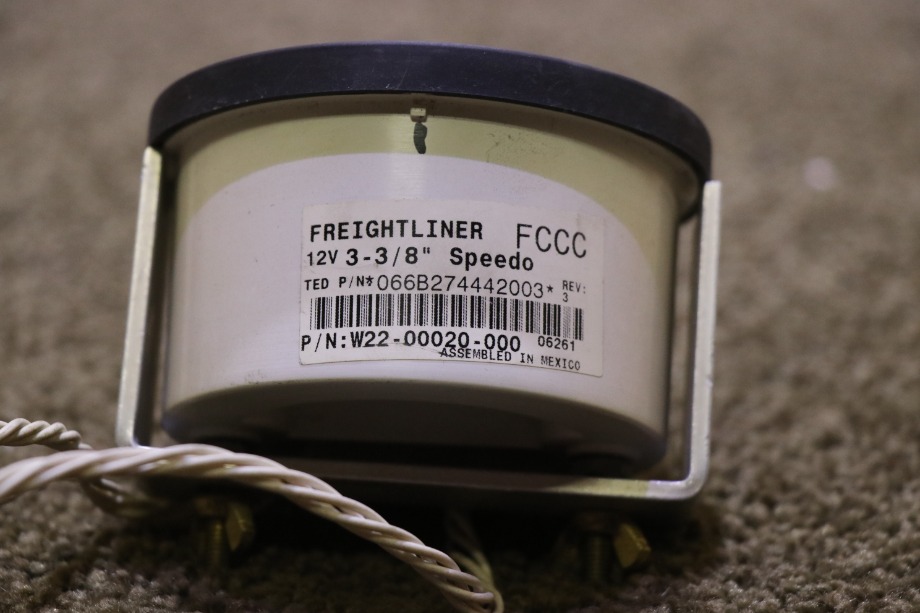 FREIGHTLINER FCCC
12V 3-3/8" Speedo
TED P/N*066B274442003* REV: 3
P/N:W22-00020-000 06261
ASSEMBLED IN MEXICO